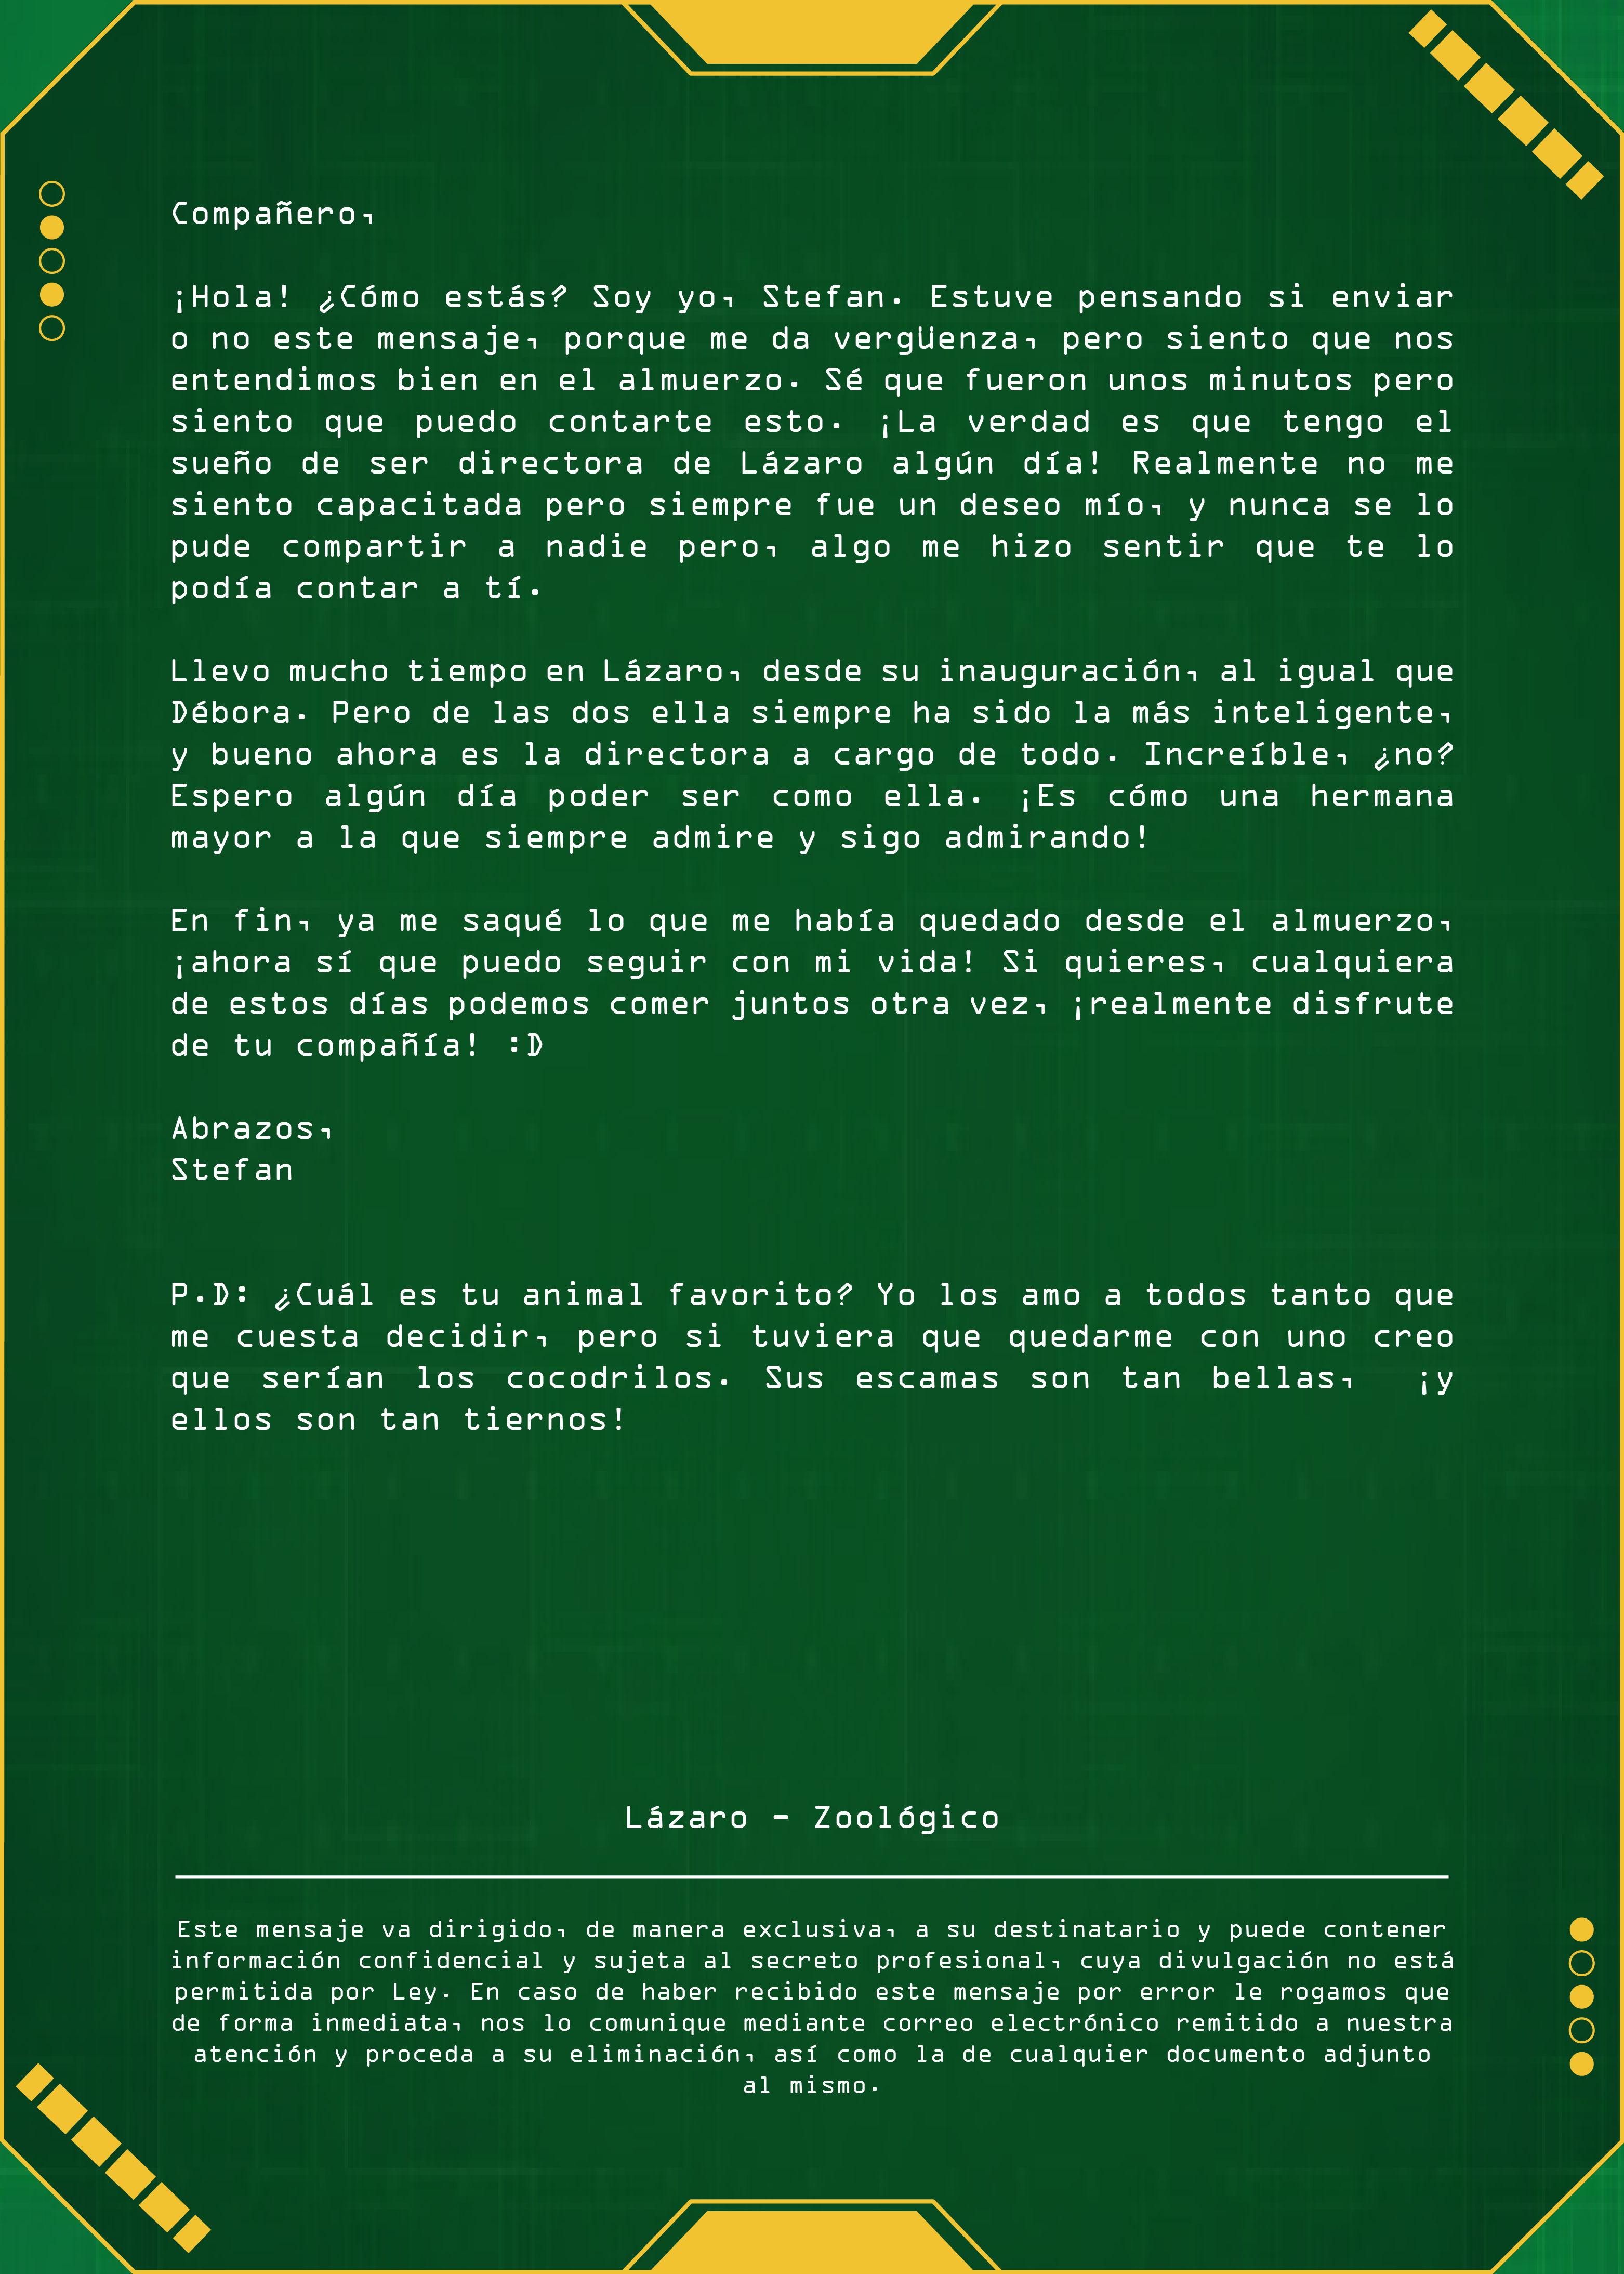 Compañero,
¡Hola! ¿Cómo estás? Soy yo, Stefan. Estuve pensando si enviar
o no este mensaje, porque me da vergüenza, pero siento que nos
entendimos bien en el almuerzo. Sé que fueron unos minutos pero
siento que puedo contarte esto. ¡La verdad es que tengo el
sueño de ser directora de Lázaro algún día! Realmente no me
siento capacitada pero siempre fue un deseo mío, y nunca se lo
pude compartir a nadie pero, algo me hizo sentir que te lo
podía contar a tí.
Llevo mucho tiempo en Lázaro, desde su inauguración, al igual que
Débora. Pero de las dos ella siempre ha sido la más inteligente,
y bueno ahora es la directora a cargo de todo. Increíble, ¿no?
Espero algún día poder ser como ella. ¡Es cómo una hermana
mayor a la que siempre admire y sigo admirando!
En fin, ya me saqué lo que me había quedado desde el almuerzo,
¡ahora sí que puedo seguir con mi vida! Si quieres, cualquiera
de estos días podemos comer juntos otra vez, ¡realmente disfrute
de tu compañía! :D
Abrazos,
Stefan
P.D: ¿Cuál es tu animal favorito? Yo los amo a todos tanto que
me cuesta decidir, pero si tuviera que quedarme con uno creo
que serían los cocodrilos. Sus escamas son tan bellas, ¡y
ellos son tan tiernos!
Lázaro - Zoológico
Este mensaje va dirigido, de manera exclusiva, a su destinatario y puede contener
información confidencial y sujeta al secreto profesional, cuya divulgación no está
permitida por Ley. En caso de haber recibido este mensaje por error le rogamos que
de forma inmediata, nos lo comunique mediante correo electrónico remitido a nuestra
atención y proceda a su eliminación, así como la de cualquier documento adjunto
al mismo.